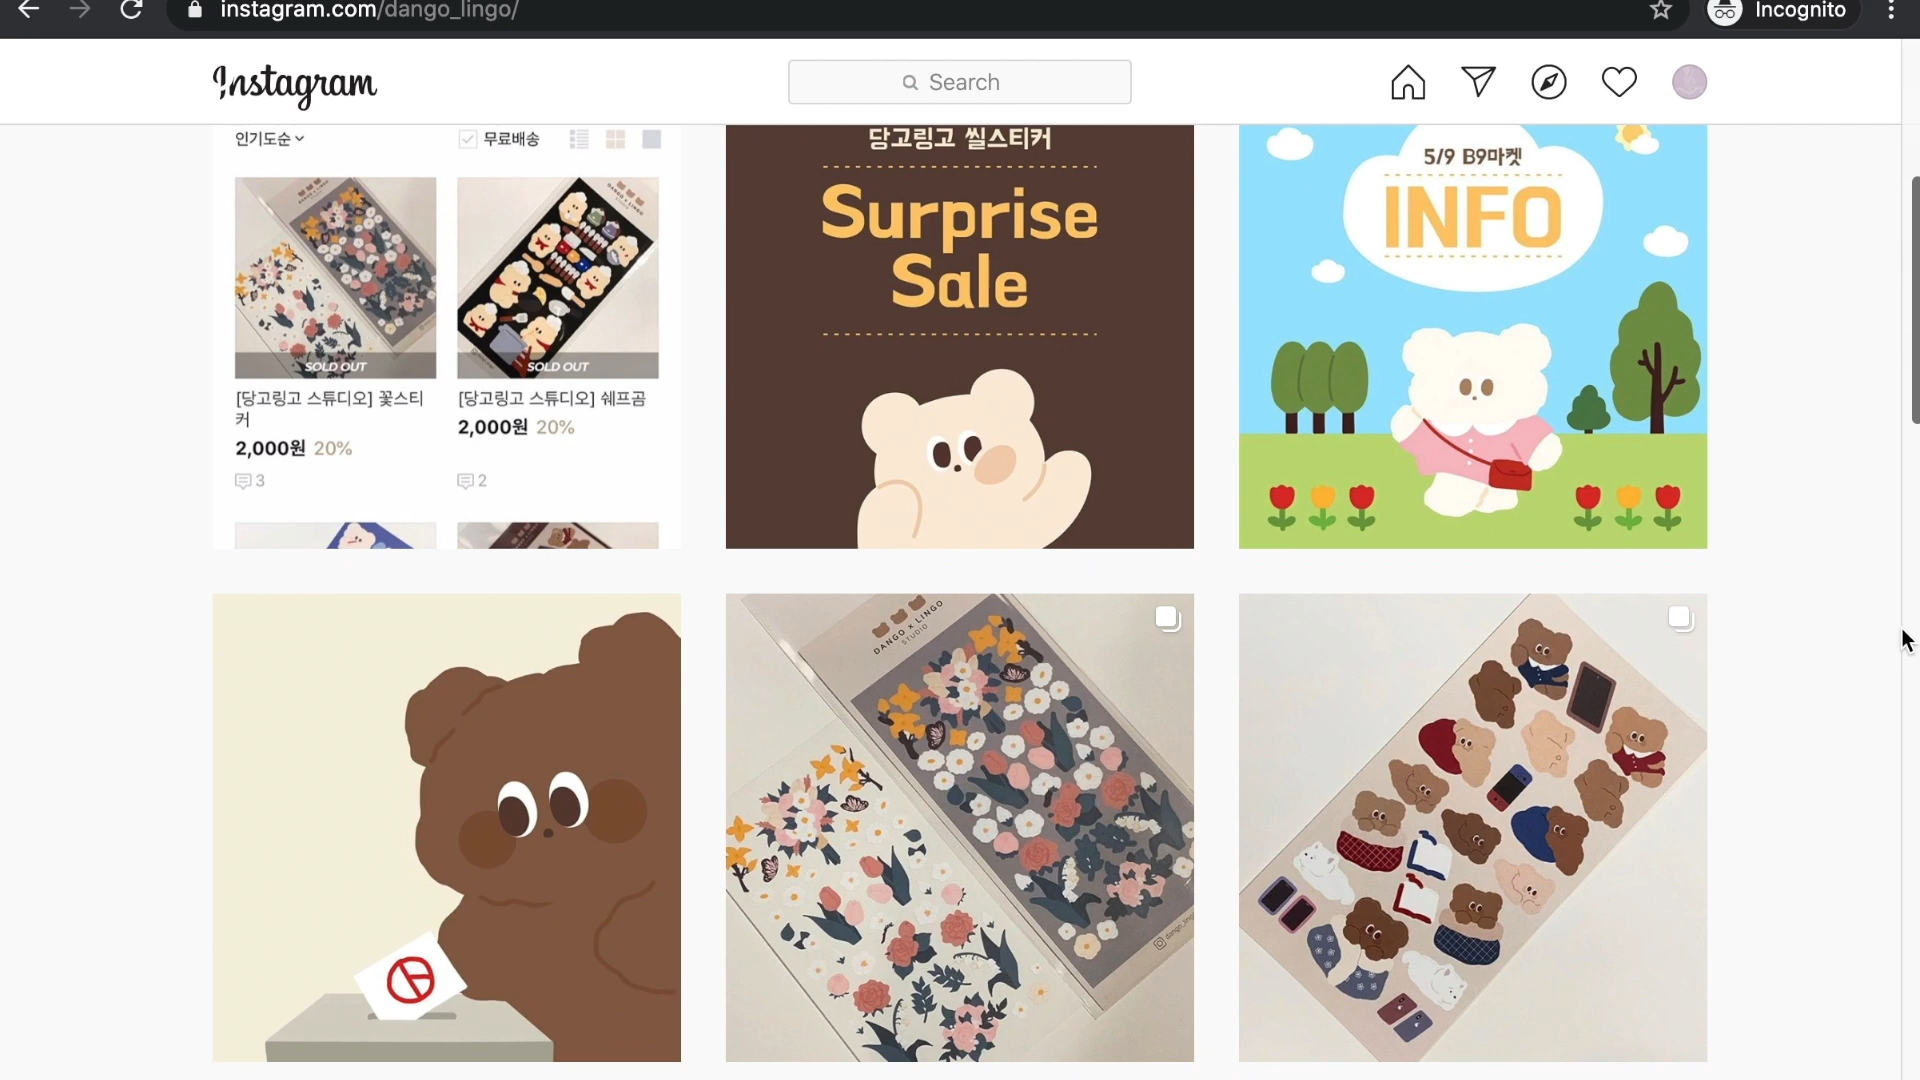 instagram.com/dango_lingo/
Incognito
Instagram
Search
인기도순
무료배송
SOLD OUT
SOLD OUT
[당고링고 스튜디오] 꽃스티
커
2,000원 20%
3
[당고링고 스튜디오] 쉐프곰
2,000원 20%
2
당고링고 씰스티커
Surprise
Sale
5/9 B9마켓
INFO
DANGO x LINGO
STUDIO